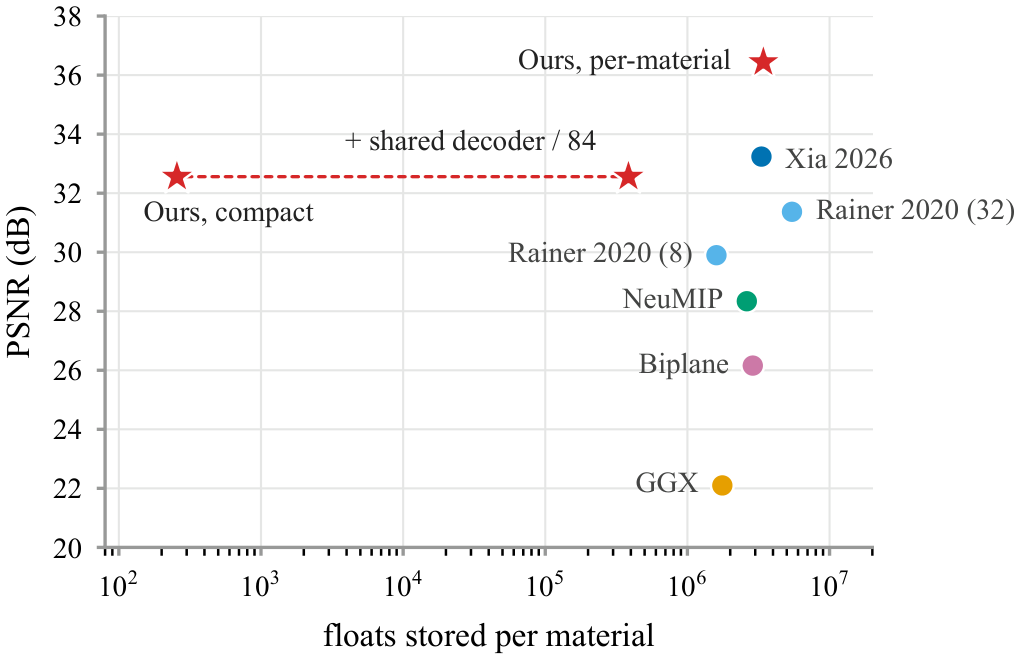 38
36
34
32
30
28
26
24
22
20
PSNR (dB)
Ours, per-material
+ shared decoder / 84
Xia 2026
Ours, compact
Rainer 2020 (32)
Rainer 2020 (8)
NeuMIP
Biplane
GGX
10² 10³ 10⁴ 10⁵ 10⁶ 10⁷
floats stored per material